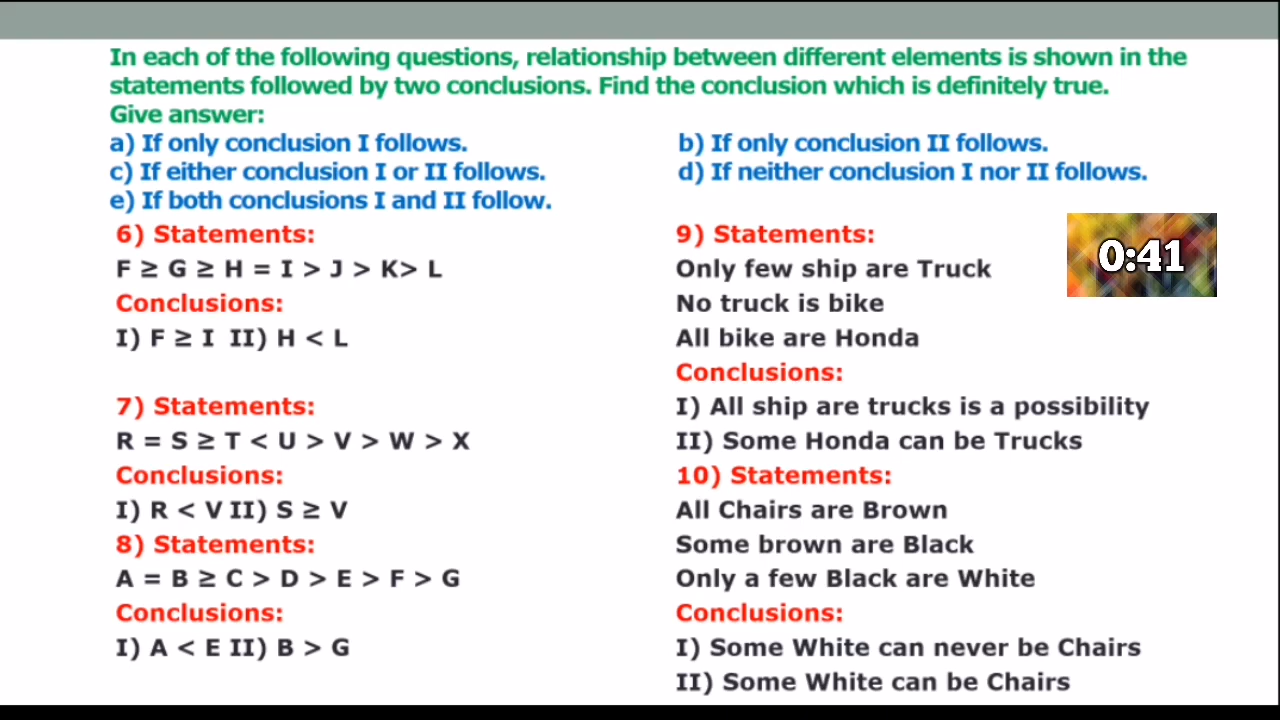 In each of the following questions, relationship between different elements is shown in the
statements followed by two conclusions. Find the conclusion which is definitely true.
Give answer:
a) If only conclusion I follows.
b) If only conclusion II follows.
c) If either conclusion I or II follows.
d) If neither conclusion I nor II follows.
e) If both conclusions I and II follow.
6) Statements:
F ≥ G ≥ H = I > J > K> L
Conclusions:
I) F ≥ I II) H < L
7) Statements:
R = S ≥ T < U > V > W > X
Conclusions:
I) R < V II) S ≥ V
8) Statements:
A = B ≥ C > D > E > F > G
Conclusions:
I) A < E II) B > G
9) Statements:
Only few ship are Truck
No truck is bike
All bike are Honda
Conclusions:
I) All ship are trucks is a possibility
II) Some Honda can be Trucks
10) Statements:
All Chairs are Brown
Some brown are Black
Only a few Black are White
Conclusions:
I) Some White can never be Chairs
II) Some White can be Chairs
0:41